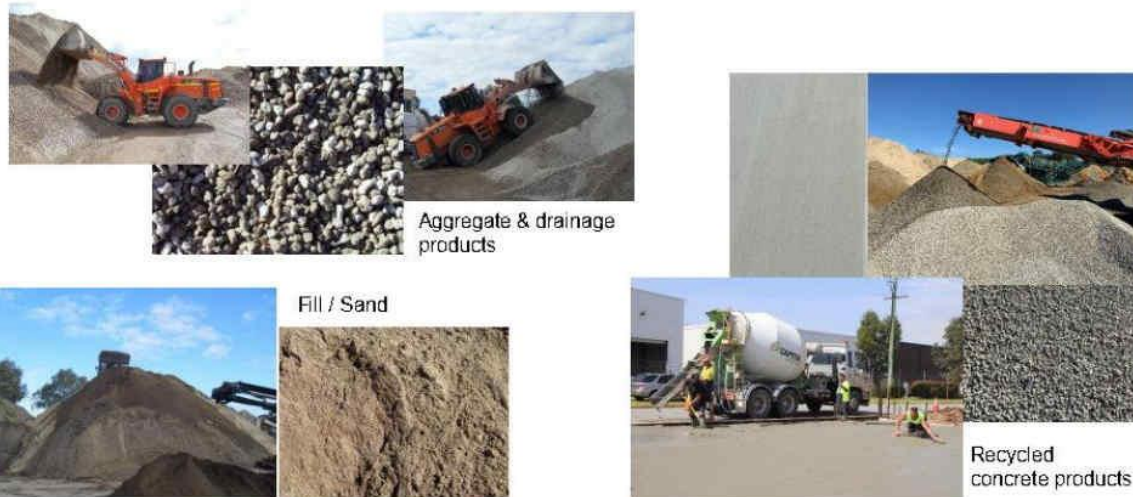 Aggregate & drainage
products
Fill / Sand
Recycled
concrete products